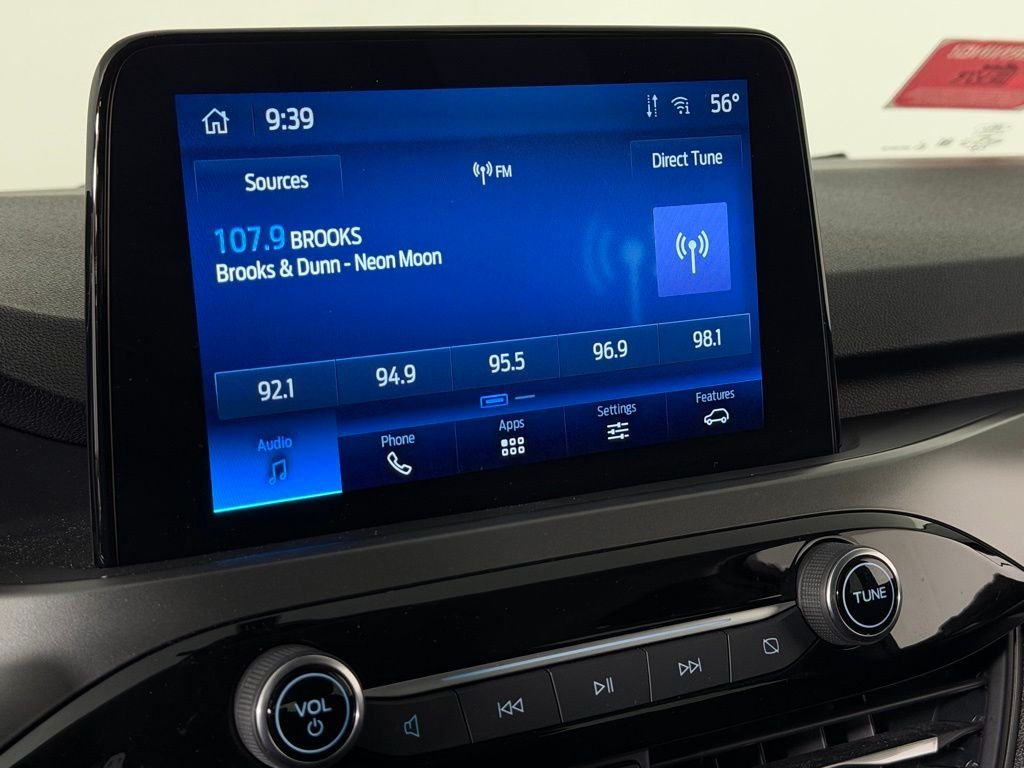 9:39
56°
Sources
FM
Direct Tune
107.9 BROOKS
Brooks & Dunn - Neon Moon
92.1
94.9
95.5
96.9
98.1
Audio
Phone
Apps
Settings
Features
VOL
TUNE